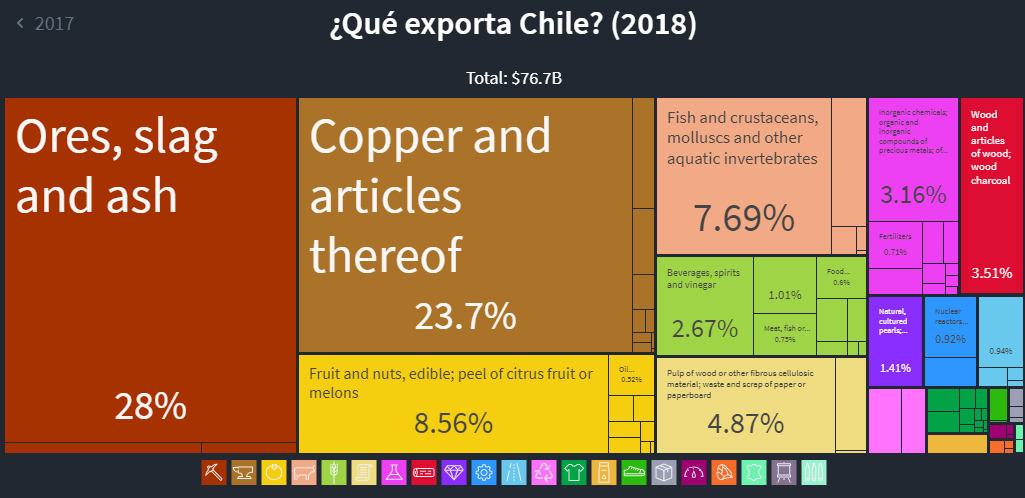 2017
¿Qué exporta Chile? (2018)
Total: $76.7B
Ores, slag
and ash
28%
Copper and
articles
thereof
23.7%
Fruit and nuts, edible; peel of citrus fruit or
melons
8.56%
Oil...
0.52%
Fish and crustaceans,
molluscs and other
aquatic invertebrates
7.69%
Beverages, spirits
and vinegar
2.67%
1.01%
Meat, fish or...
0.75%
Food...
0.6%
Pulp of wood or other fibrous cellulosic
material; waste and scrap of paper or
paperboard
4.87%
Inorganic chemicals;
organic and
inorganic
compounds of
precious metals; of...
3.16%
Fertilizers
0.71%
Wood
and
articles
of wood;
wood
charcoal
3.51%
Natural,
cultured
pearls;...
1.41%
Nuclear
reactors...
0.92%
0.94%